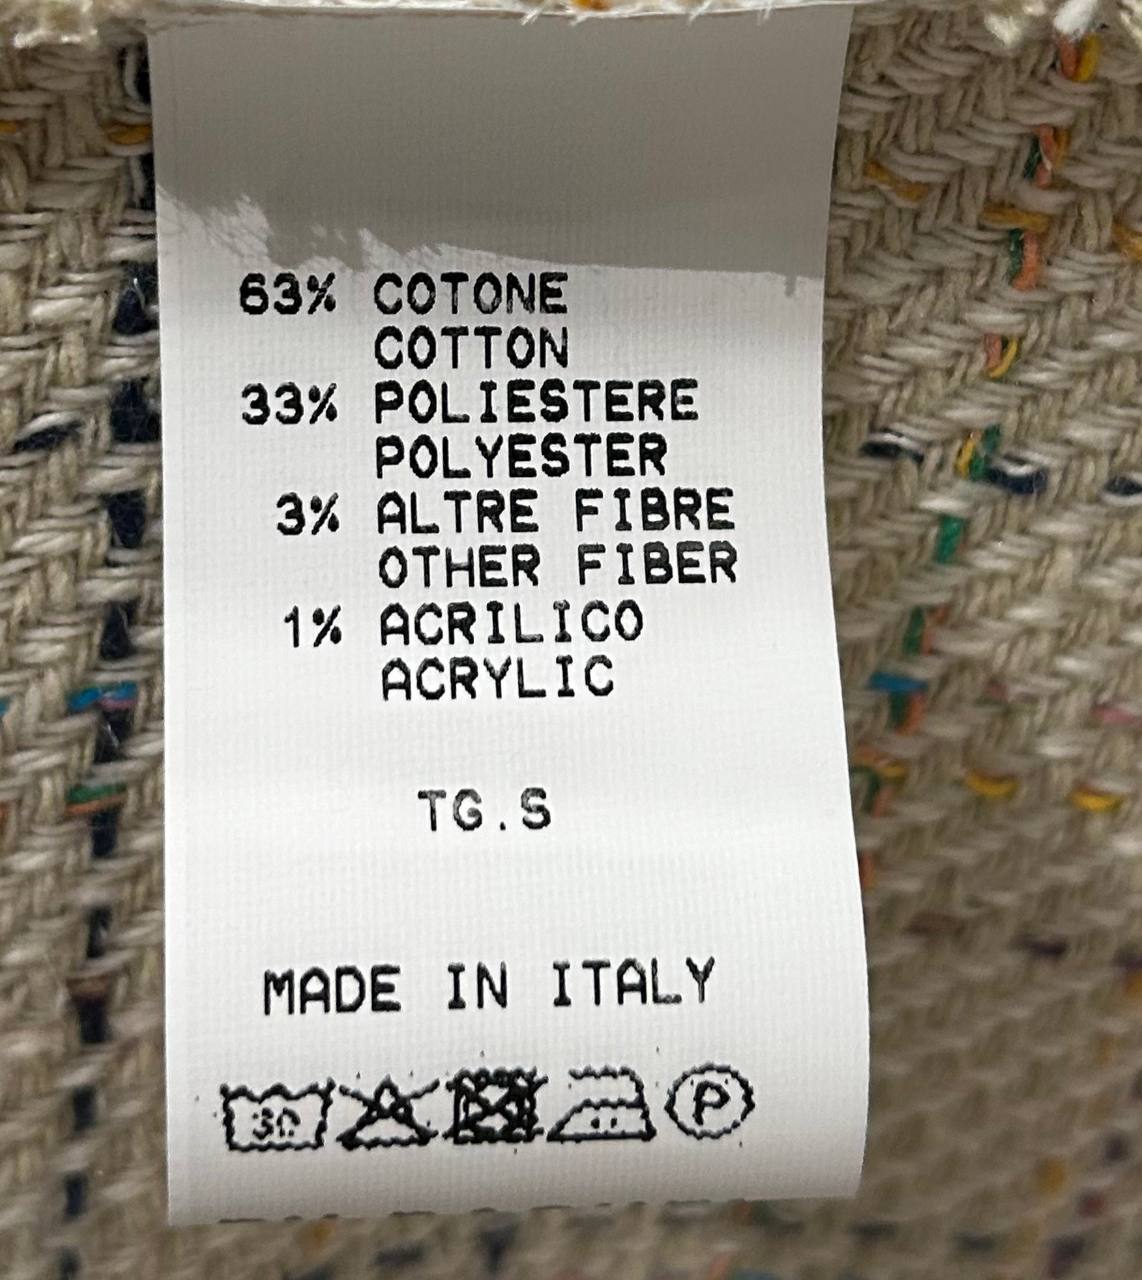 63% COTONE
COTTON
33% POLIESTERE
POLYESTER
3% ALTRE FIBRE
OTHER FIBER
1% ACRILICO
ACRYLIC
TG.S
MADE IN ITALY
30 P